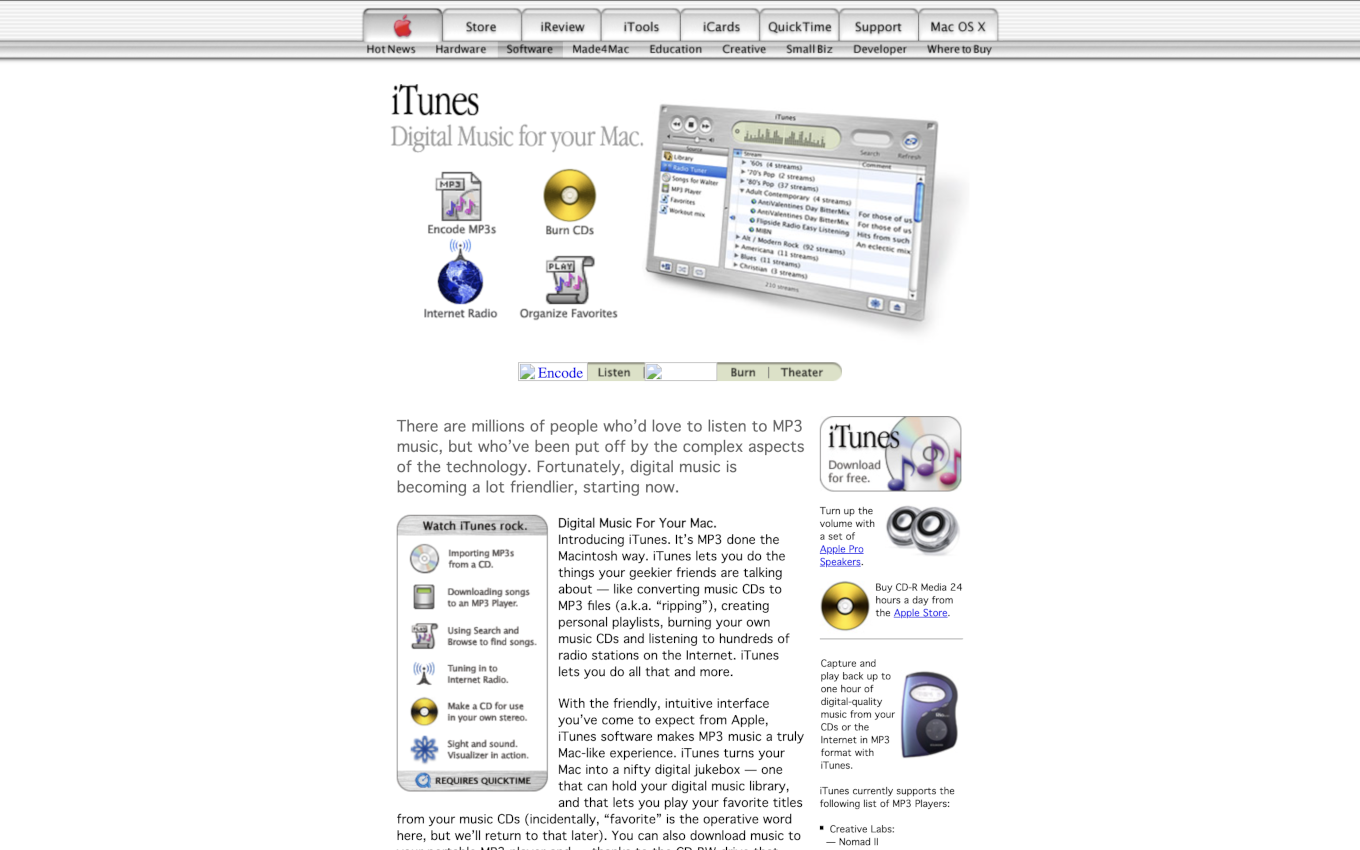 Store
iReview
iTools
iCards
QuickTime
Support
Mac OS X
Hot News
Hardware
Software
Made4Mac
Education
Creative
Small Biz
Developer
Where to Buy
iTunes
Digital Music for your Mac.
MP3
Encode MP3s
Burn CDs
Internet Radio
PLAY
Organize Favorites
iTunes
Search
Refresh
Source
Library
Radio Tuner
Songs for Walter
MP3 Player
Favorites
Workout mix
Stream
Comment
'60s (4 streams)
'70's Pop (2 streams)
'80's Pop (37 streams)
Adult Contemporary (4 streams)
AntiValentines Day BitterMix
For those of us
AntiValentines Day BitterMix
For those of us
Flipside Radio Easy Listening
Hits from such
MIBN
An eclectic mix
Alt / Modern Rock (92 streams)
Americana (11 streams)
Blues (11 streams)
Christian (3 streams)
210 streams
Encode
Listen
Burn
Theater
There are millions of people who’d love to listen to MP3
music, but who’ve been put off by the complex aspects
of the technology. Fortunately, digital music is
becoming a lot friendlier, starting now.
Watch iTunes rock.
Importing MP3s
from a CD.
Downloading songs
to an MP3 Player.
Using Search and
Browse to find songs.
Tuning in to
Internet Radio.
Make a CD for use
in your own stereo.
Sight and sound.
Visualizer in action.
REQUIRES QUICKTIME
Digital Music For Your Mac.
Introducing iTunes. It’s MP3 done the
Macintosh way. iTunes lets you do the
things your geekier friends are talking
about — like converting music CDs to
MP3 files (a.k.a. “ripping”), creating
personal playlists, burning your own
music CDs and listening to hundreds of
radio stations on the Internet. iTunes
lets you do all that and more.
With the friendly, intuitive interface
you’ve come to expect from Apple,
iTunes software makes MP3 music a truly
Mac-like experience. iTunes turns your
Mac into a nifty digital jukebox — one
that can hold your digital music library,
and that lets you play your favorite titles
from your music CDs (incidentally, “favorite” is the operative word
here, but we’ll return to that later). You can also download music to
iTunes
Download
for free.
Turn up the
volume with
a set of
Apple Pro
Speakers.
Buy CD-R Media 24
hours a day from
the Apple Store.
Capture and
play back up to
one hour of
digital-quality
music from your
CDs or the
Internet in MP3
format with
iTunes.
iTunes currently supports the
following list of MP3 Players:
Creative Labs:
— Nomad II